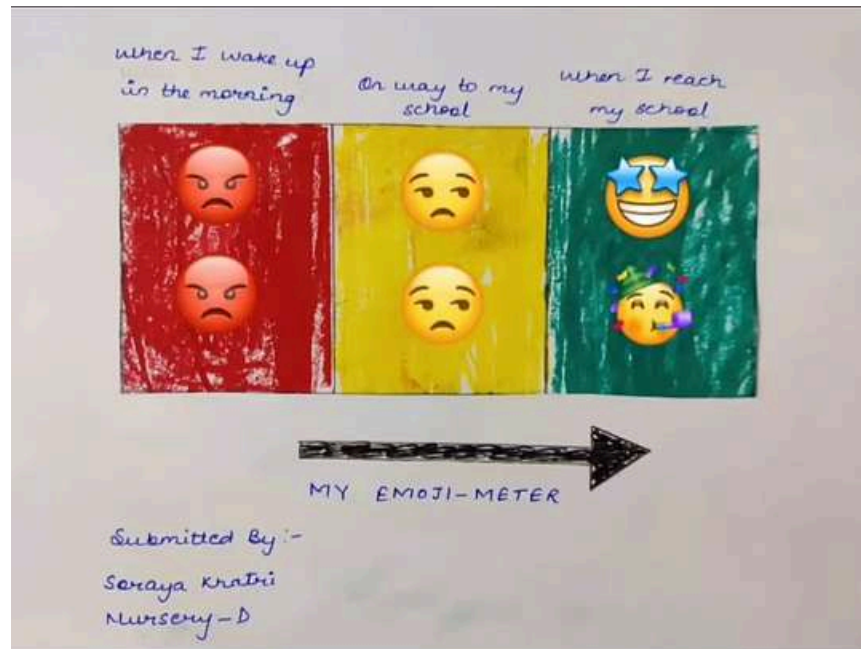 when I wake up
in the morning
On way to my
school
when I reach
my school
MY EMOJI-METER
Submitted By:-
Soraya Khatri
Nursery-D